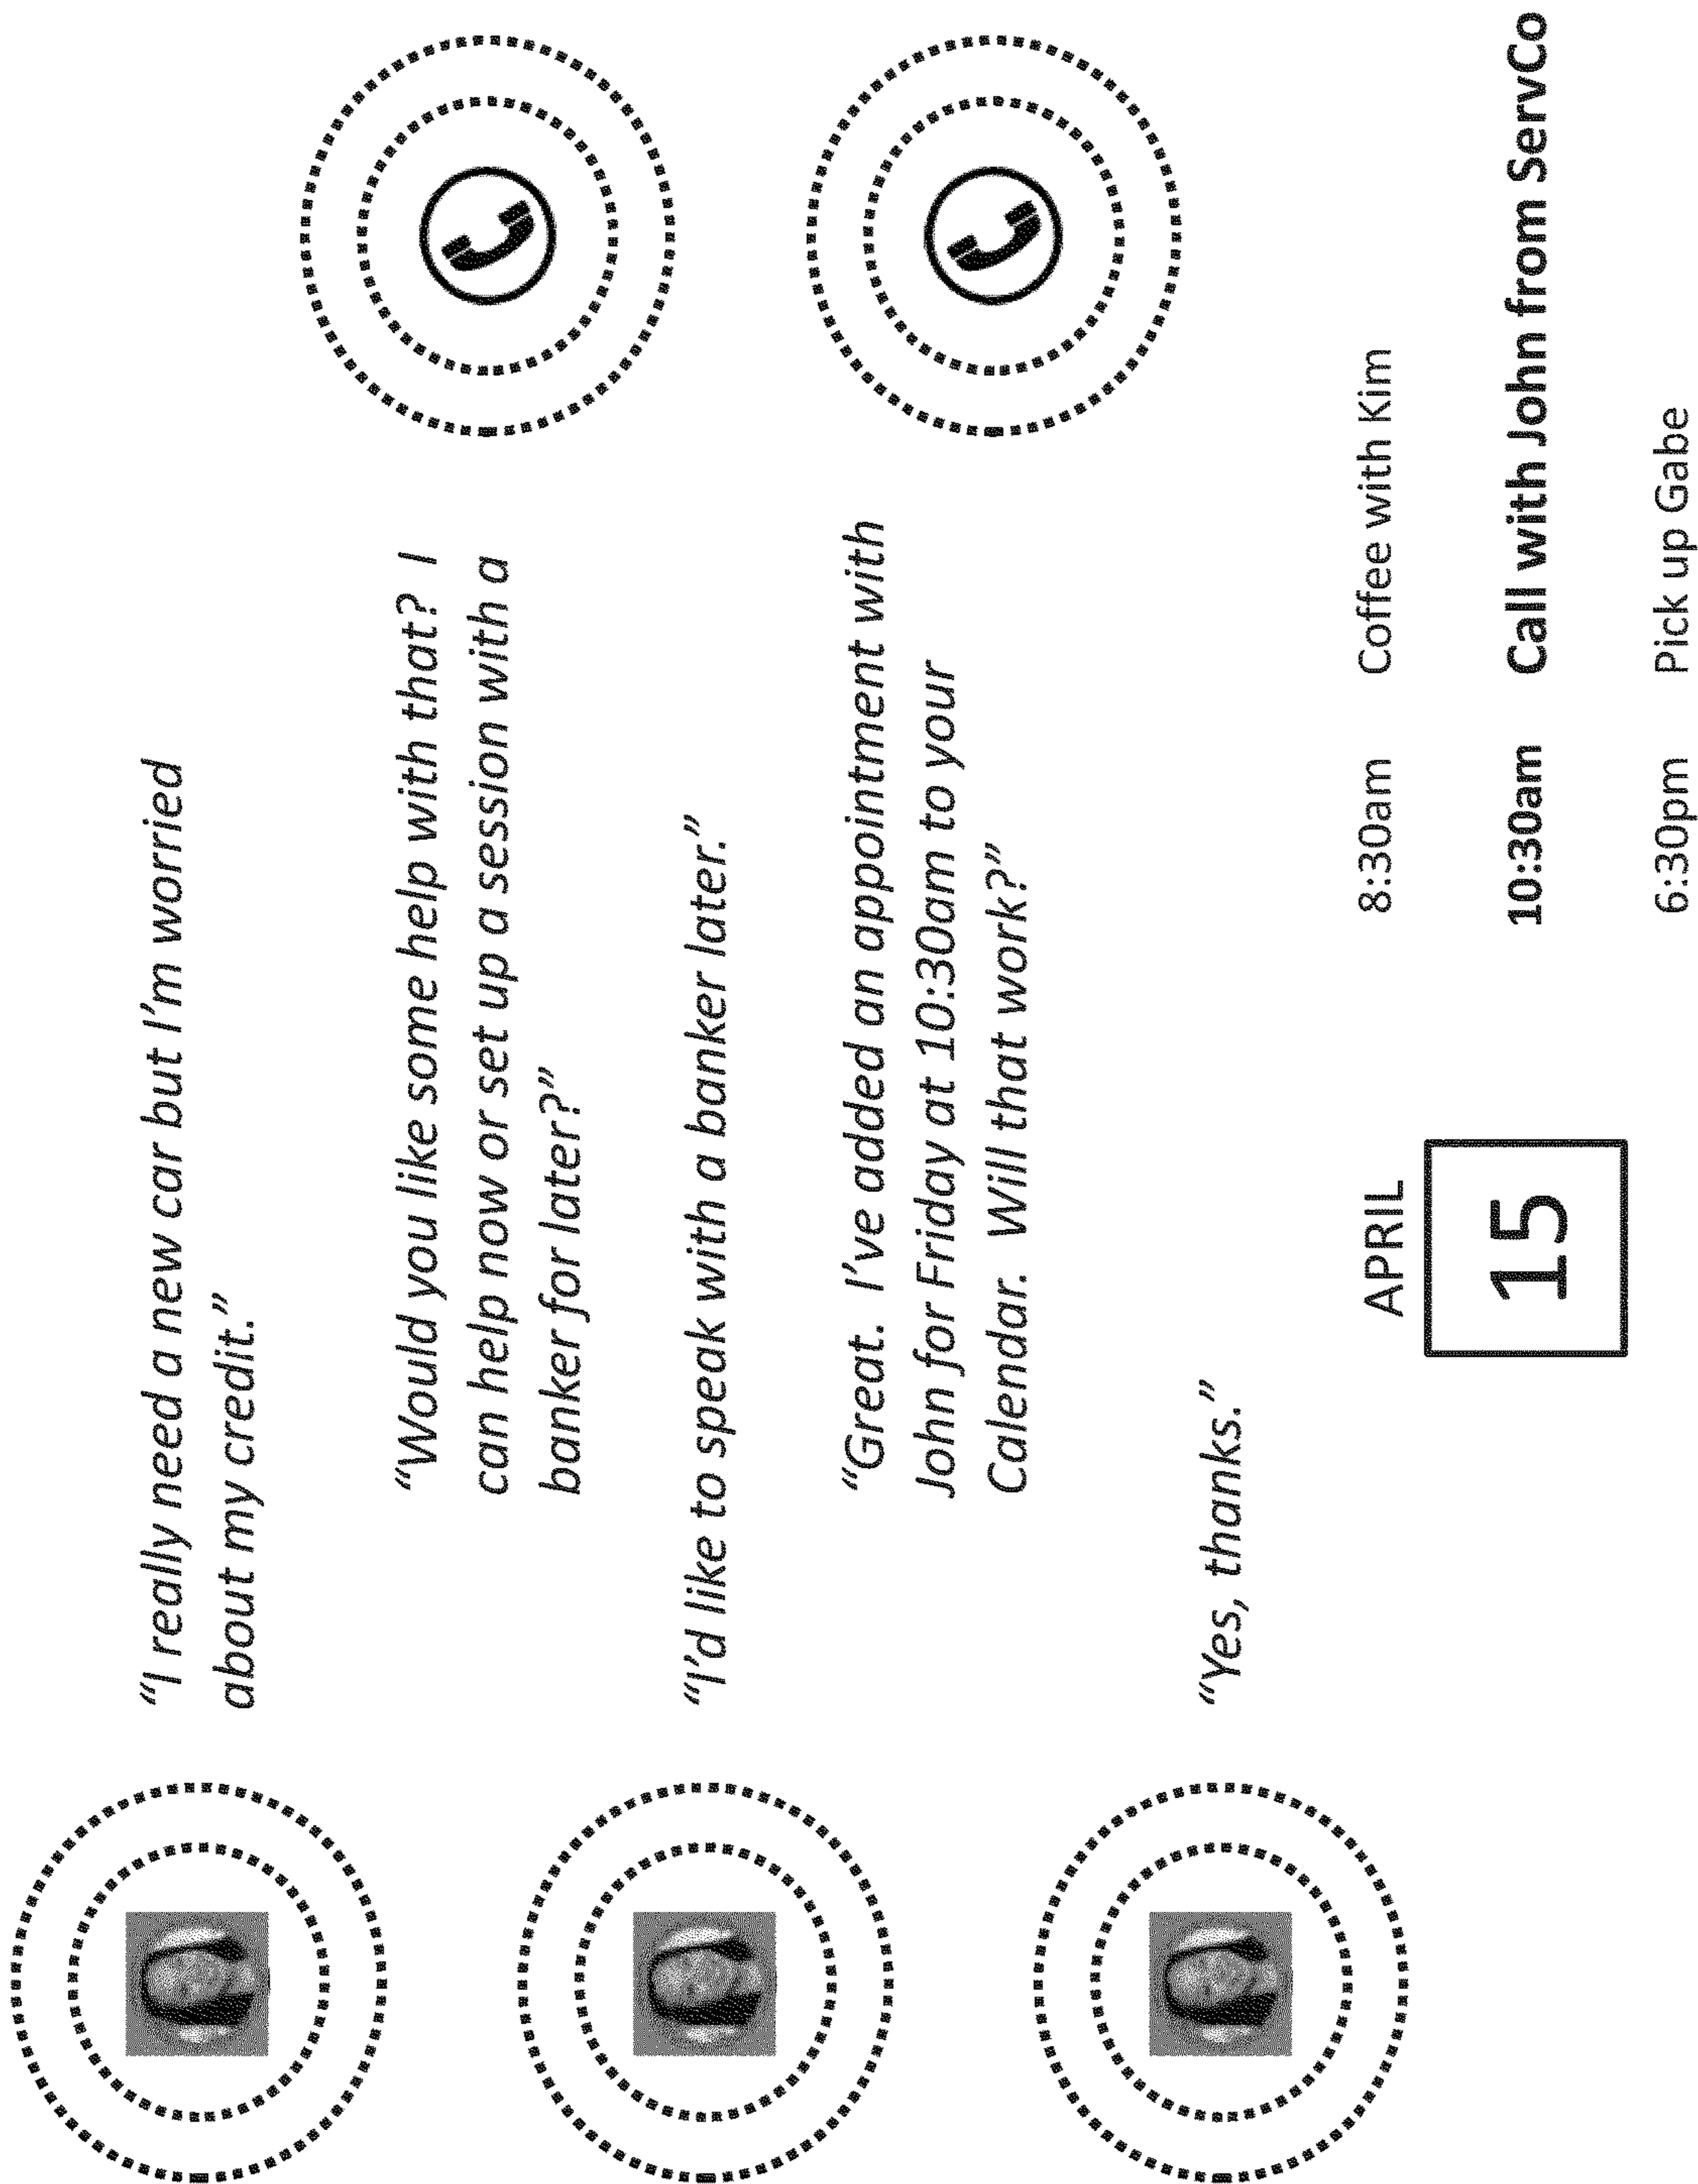 “I really need a new car but I’m worried
about my credit.”
“Would you like some help with that?  I
can help now or set up a session with a
banker for later?”
“I’d like to speak with a banker later.”
“Great.  I’ve added an appointment with
John for Friday at 10:30am to your
Calendar.  Will that work?”
“Yes, thanks.”
APRIL
15
8:30am Coffee with Kim
10:30am Call with John from ServCo
6:30pm Pick up Gabe